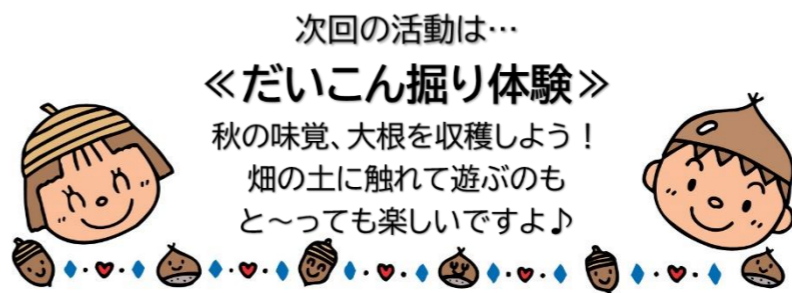 次回の活動は…
≪だいこん掘り体験≫
秋の味覚、大根を収穫しよう！
畑の土に触れて遊ぶのも
と～っても楽しいですよ♪